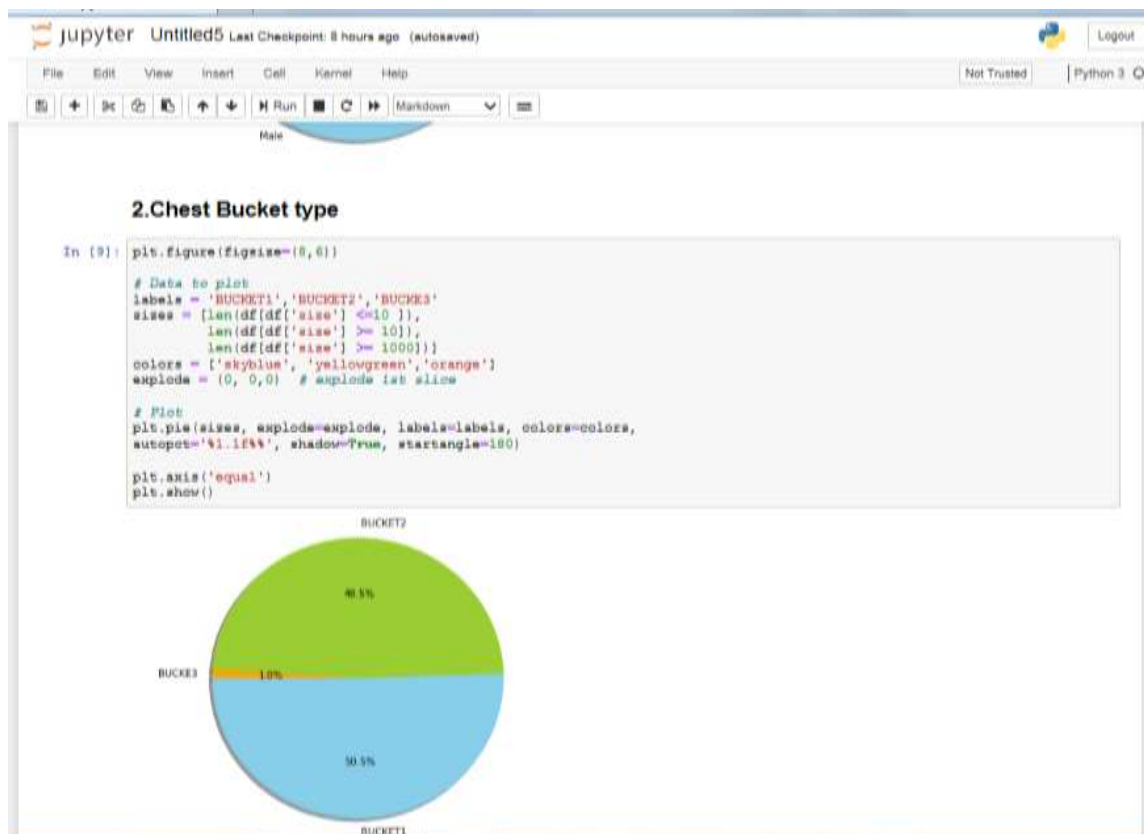 jupyter Untitled5 Last Checkpoint: 8 hours ago (autosaved)
Logout
File Edit View Insert Cell Kernel Help
Not Trusted
Python 3
Run
Markdown
Male
2.Chest Bucket type
In [9]: plt.figure(figsize=(8,6))
# Data to plot
labels = 'BUCKET1','BUCKET2','BUCKE3'
sizes = [len(df[df['size'] <=10 ]),
len(df[df['size'] >= 10]),
len(df[df['size'] >= 1000])]
colors = ['skyblue', 'yellowgreen','orange']
explode = (0, 0,0) # explode 1st slice
# Plot
plt.pie(sizes, explode=explode, labels=labels, colors=colors,
autopct='%1.1f%%', shadow=True, startangle=180)
plt.axis('equal')
plt.show()
BUCKET2
48.5%
BUCKE3
1.0%
50.5%
BUCKET1